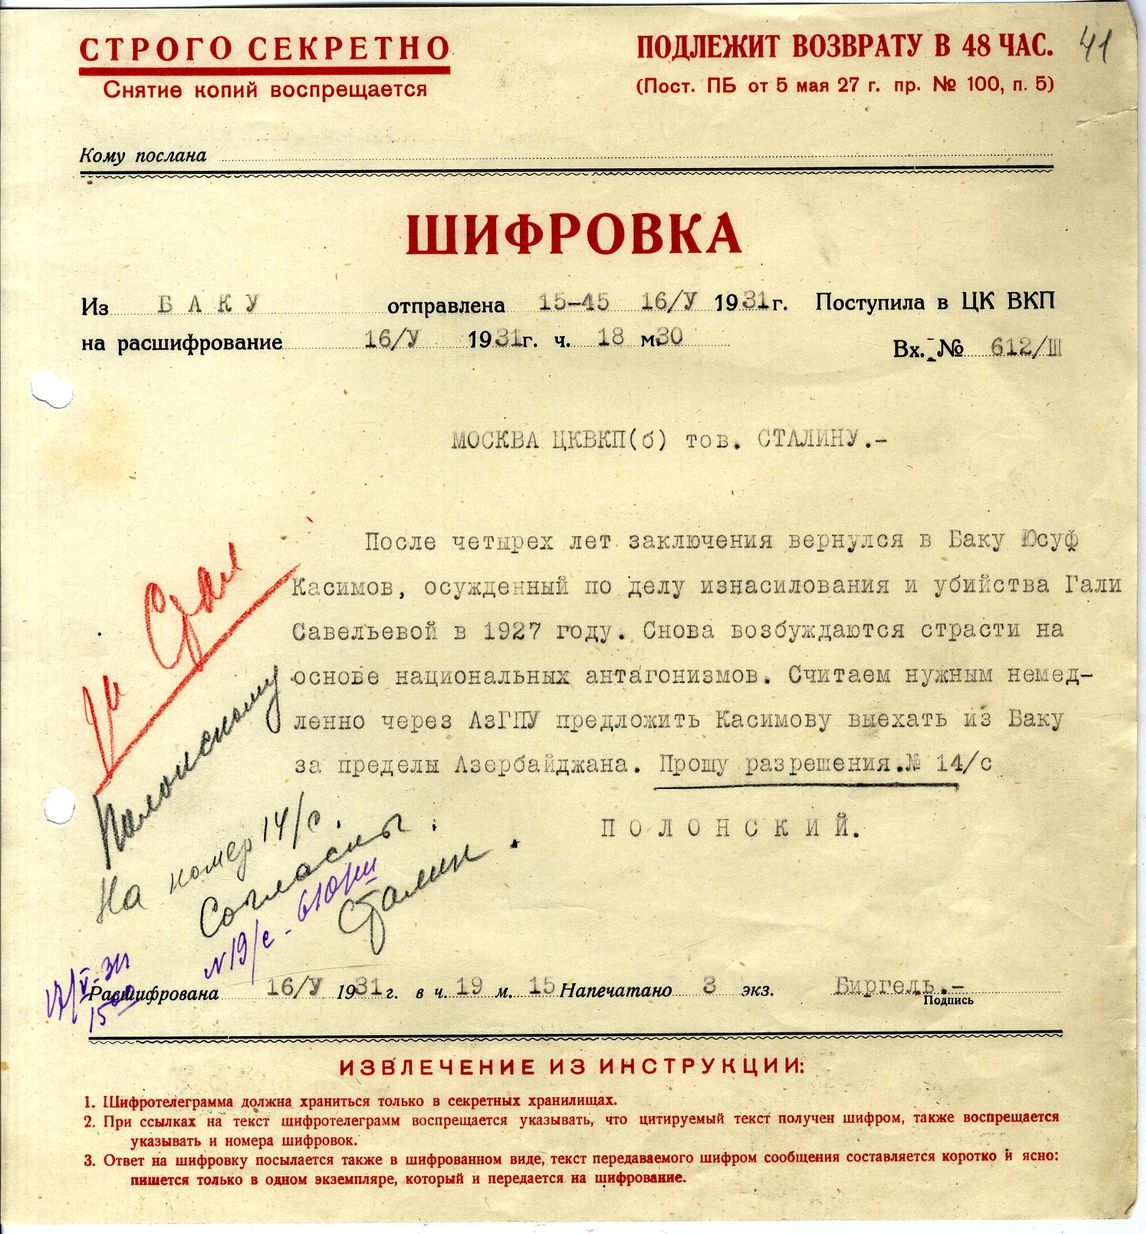 СТРОГО СЕКРЕТНО
Снятие копий воспрещается
ПОДЛЕЖИТ ВОЗВРАТУ В 48 ЧАС.
41
(Пост. ПБ от 5 мая 27 г. пр. № 100, п. 5)
Кому послана
ШИФРОВКА
Из БАКУ отправлена 15-45 16/У 1931г. Поступила в ЦК ВКП
на расшифрование 16/У 1931г. ч. 18 м. 30
Вх. № 612/Ш
МОСКВА ЦКВКП(б) тов. СТАЛИНУ.-
После четырех лет заключения вернулся в Баку Юсуф
Касимов, осужденный по делу изнасилования и убийства Гали
Савельевой в 1927 году. Снова возбуждаются страсти на
основе национальных антагонизмов. Считаем нужным немед-
ленно через АзГПУ предложить Касимову выехать из Баку
за пределы Азербайджана. Прошу разрешения.№ 14/с
ПОЛОНСКИЙ.
Полонскому
На номер 14/с.
Согласны.
Сталин.
N19/с -
17/V-31
15
Расшифрована 16/У 1931г. в ч. 19 м. 15 Напечатано 3 экз. Биргель.-
Подпись
ИЗВЛЕЧЕНИЕ ИЗ ИНСТРУКЦИИ:
1. Шифротелеграмма должна храниться только в секретных хранилищах.
2. При ссылках на текст шифротелеграмм воспрещается указывать, что цитируемый текст получен шифром, также воспрещается
указывать и номера шифровок.
3. Ответ на шифровку посылается также в шифрованном виде, текст передаваемого шифром сообщения составляется коротко и ясно:
пишется только в одном экземпляре, который и передается на шифрование.